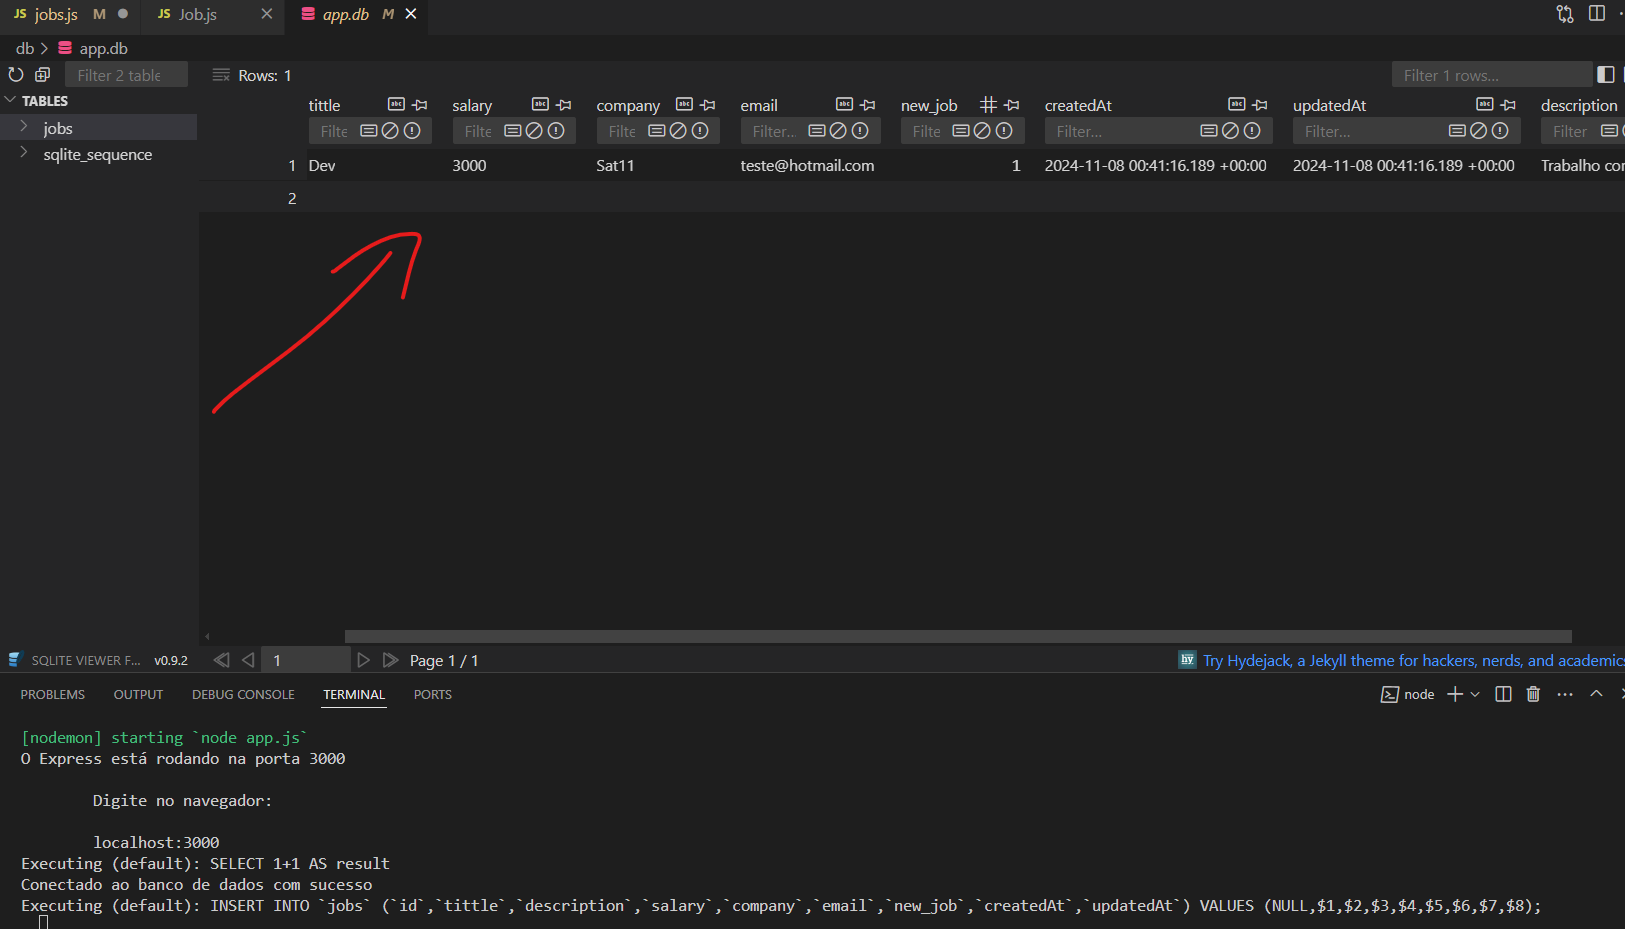 JS jobs.js M
JS Job.js
app.db M
db > app.db
Filter 2 table
Rows: 1
Filter 1 rows...
TABLES
jobs
sqlite_sequence
tittle salary company email new_job createdAt updatedAt description
Filte Filte Filte Filter... Filte Filter... Filter... Filter
1 Dev 3000 Sat11 teste@hotmail.com 1 2024-11-08 00:41:16.189 +00:00 2024-11-08 00:41:16.189 +00:00 Trabalho con
2
SQLITE VIEWER F... v0.9.2
1
Page 1 / 1
hy Try Hydejack, a Jekyll theme for hackers, nerds, and academics
PROBLEMS OUTPUT DEBUG CONSOLE TERMINAL PORTS
node
[nodemon] starting `node app.js`
O Express está rodando na porta 3000
Digite no navegador:
localhost:3000
Executing (default): SELECT 1+1 AS result
Conectado ao banco de dados com sucesso
Executing (default): INSERT INTO `jobs` (`id`,`tittle`,`description`,`salary`,`company`,`email`,`new_job`,`createdAt`,`updatedAt`) VALUES (NULL,$1,$2,$3,$4,$5,$6,$7,$8);